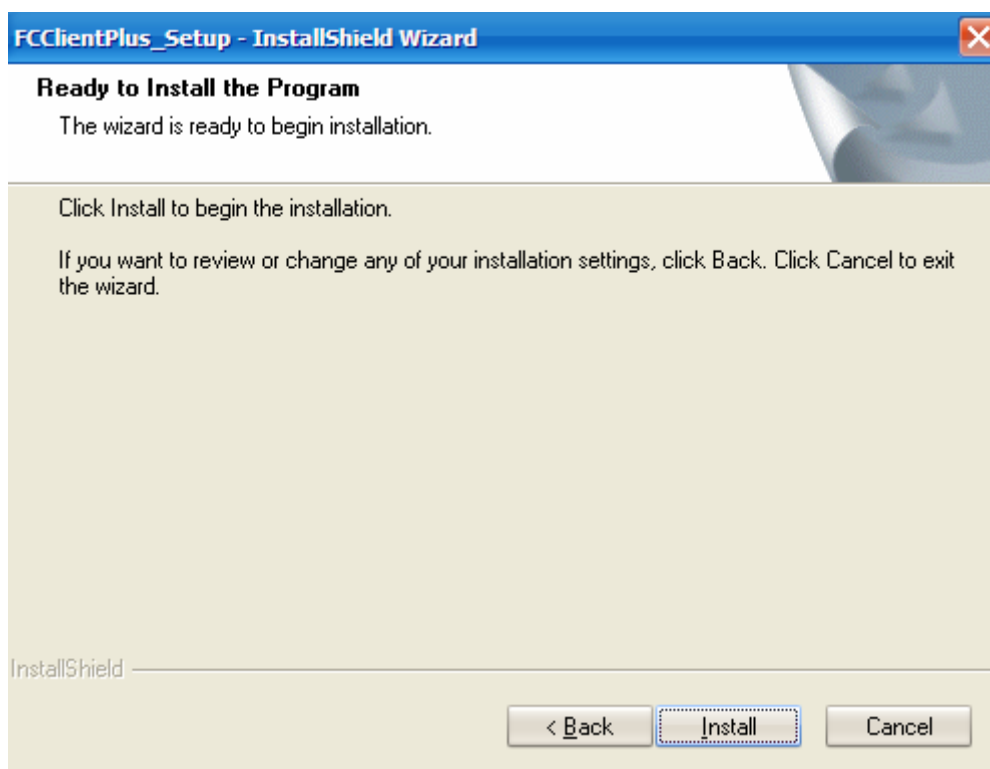 FCClientPlus_Setup - InstallShield Wizard
Ready to Install the Program
The wizard is ready to begin installation.
Click Install to begin the installation.
If you want to review or change any of your installation settings, click Back. Click Cancel to exit
the wizard.
InstallShield
< Back
Install
Cancel